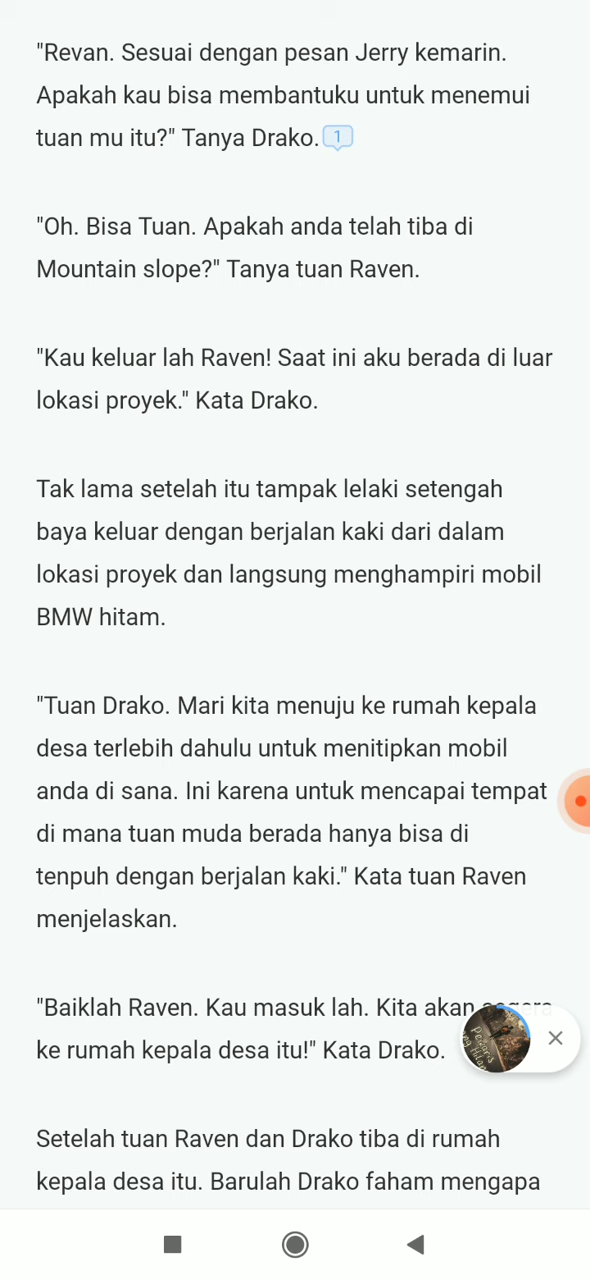 "Revan. Sesuai dengan pesan Jerry kemarin.
Apakah kau bisa membantuku untuk menemui
tuan mu itu?" Tanya Drako. 1
"Oh. Bisa Tuan. Apakah anda telah tiba di
Mountain slope?" Tanya tuan Raven.
"Kau keluar lah Raven! Saat ini aku berada di luar
lokasi proyek." Kata Drako.
Tak lama setelah itu tampak lelaki setengah
baya keluar dengan berjalan kaki dari dalam
lokasi proyek dan langsung menghampiri mobil
BMW hitam.
"Tuan Drako. Mari kita menuju ke rumah kepala
desa terlebih dahulu untuk menitipkan mobil
anda di sana. Ini karena untuk mencapai tempat
di mana tuan muda berada hanya bisa di
tenpuh dengan berjalan kaki." Kata tuan Raven
menjelaskan.
"Baiklah Raven. Kau masuk lah. Kita akan segera
ke rumah kepala desa itu!" Kata Drako.
Setelah tuan Raven dan Drako tiba di rumah
kepala desa itu. Barulah Drako faham mengapa